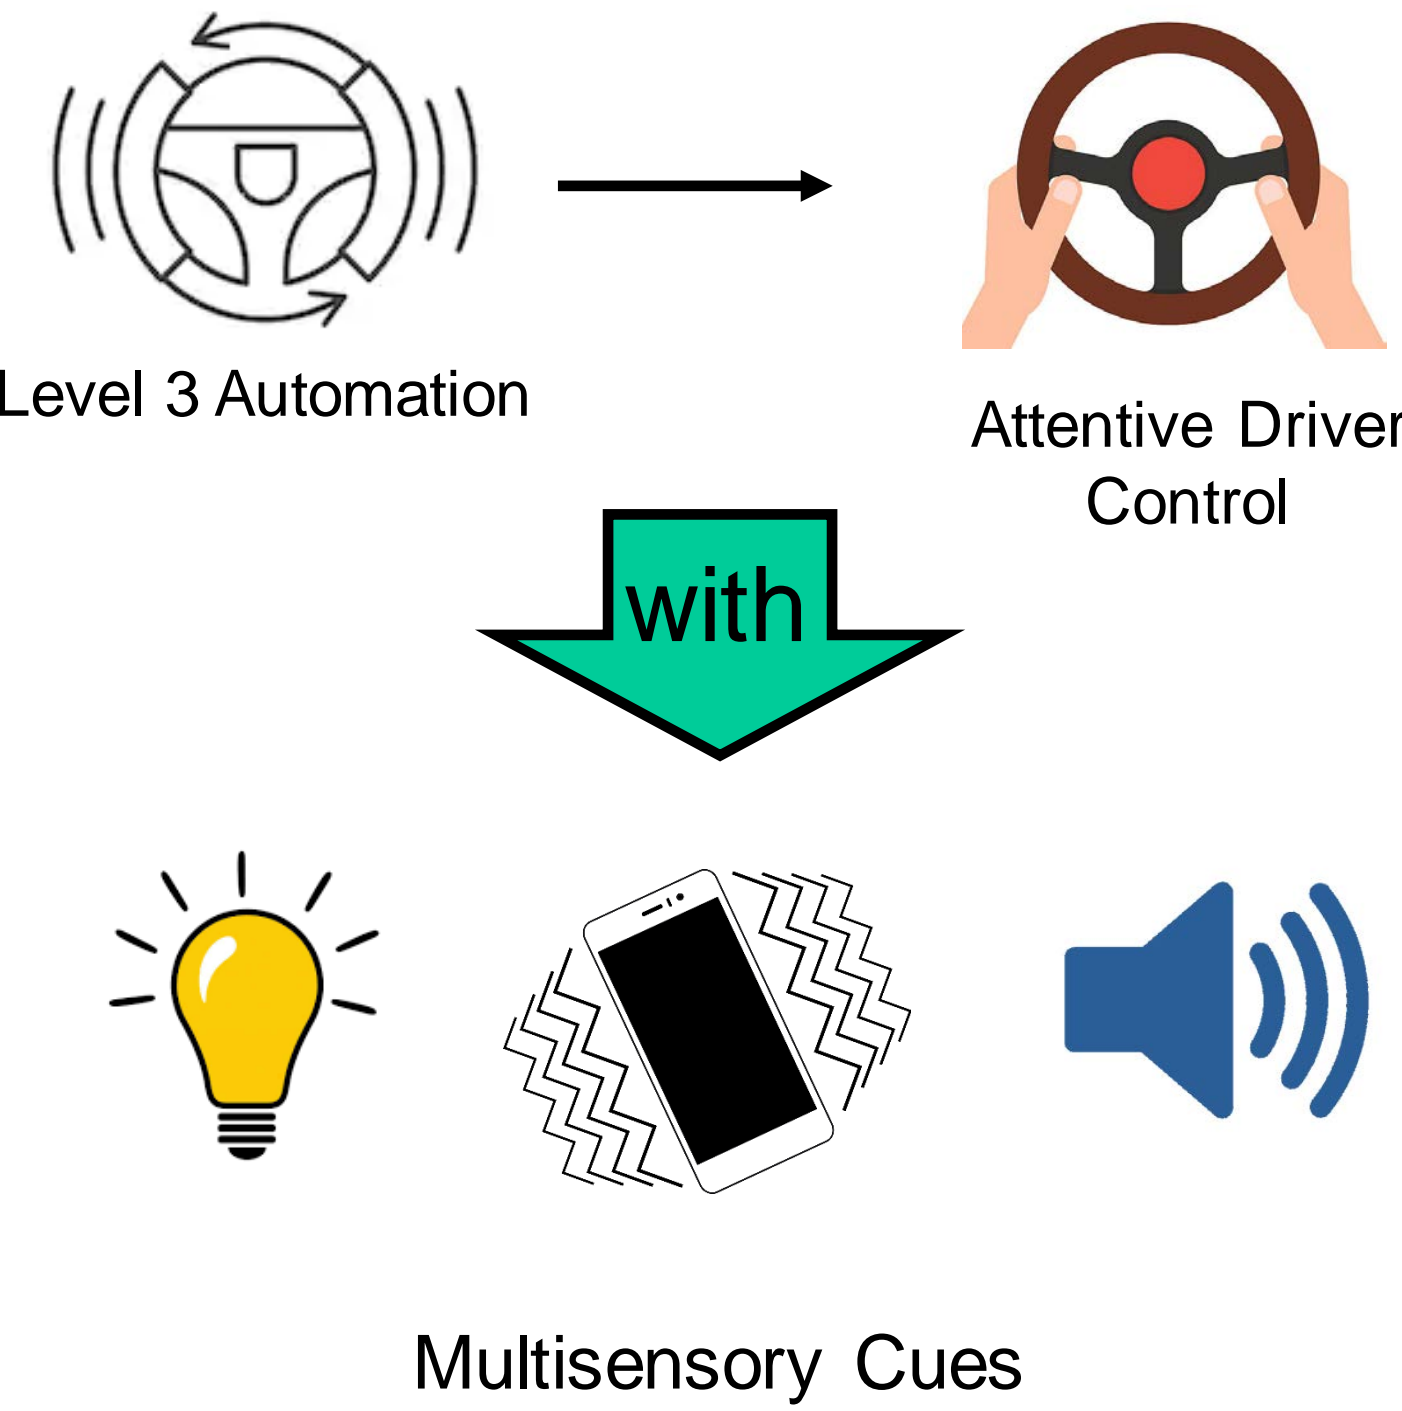 Level 3 Automation
Attentive Driver
Control
with
Multisensory Cues